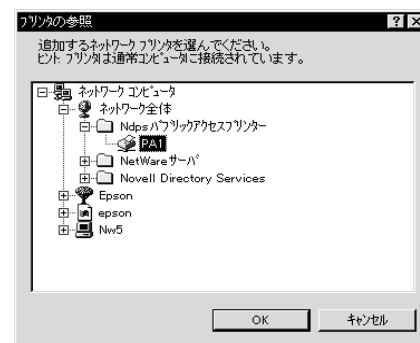 プリンタの参照
追加するネットワーク プリンタを選んでください。
ヒント: プリンタは通常コンピュータに接続されています。
ネットワーク コンピュータ
ネットワーク全体
Ndps パブリックアクセスプリンター
PA1
NetWare サーバ
Novell Directory Services
Epson
epson
Nw5
OK
キャンセル